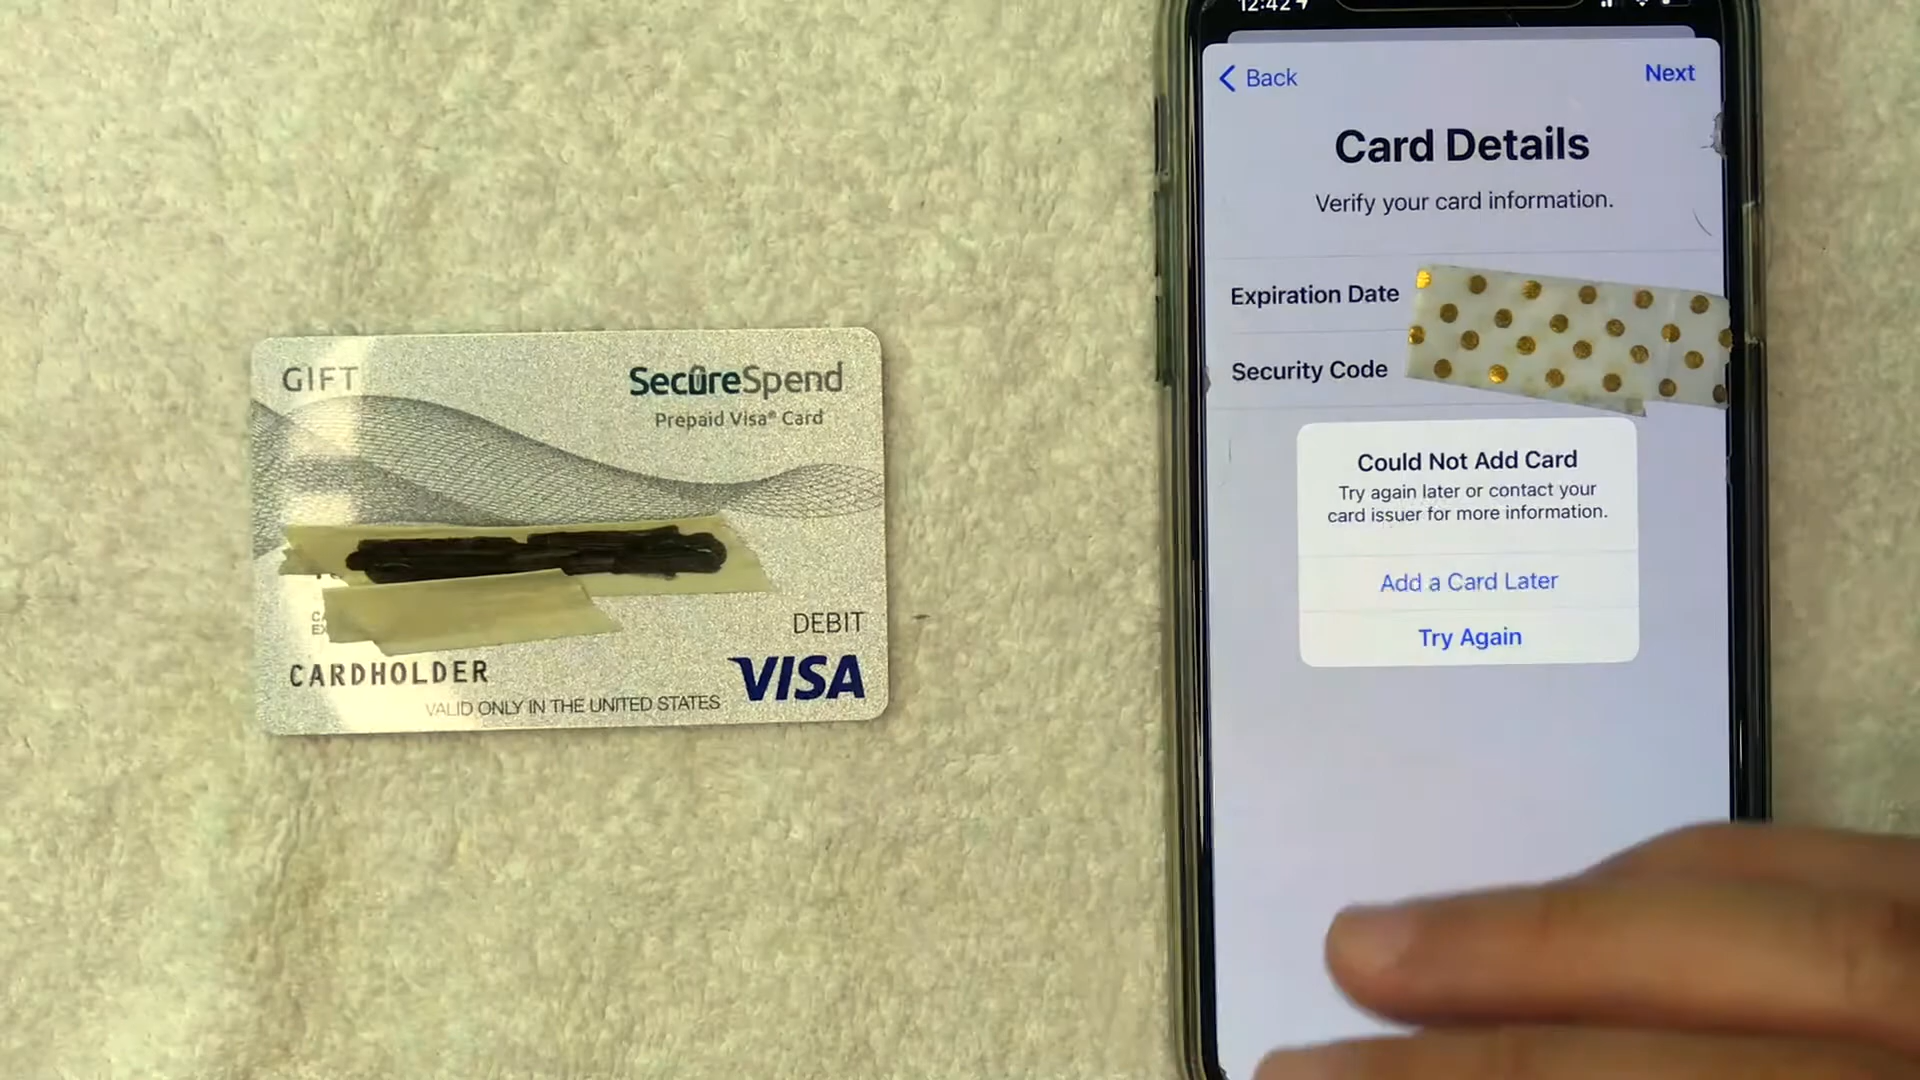 GIFT
SecureSpend
Prepaid Visa® Card
DEBIT
CARDHOLDER
VISA
VALID ONLY IN THE UNITED STATES
12:42
Back
Next
Card Details
Verify your card information.
Expiration Date
Security Code
Could Not Add Card
Try again later or contact your
card issuer for more information.
Add a Card Later
Try Again